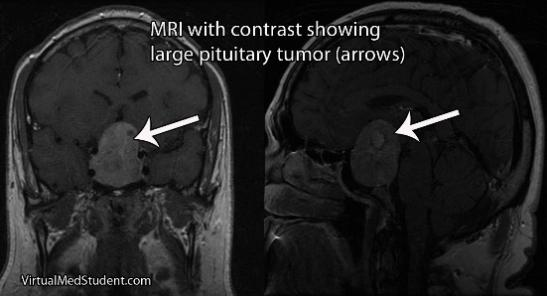 MRI with contrast showing
large pituitary tumor (arrows)
VirtualMedStudent.com